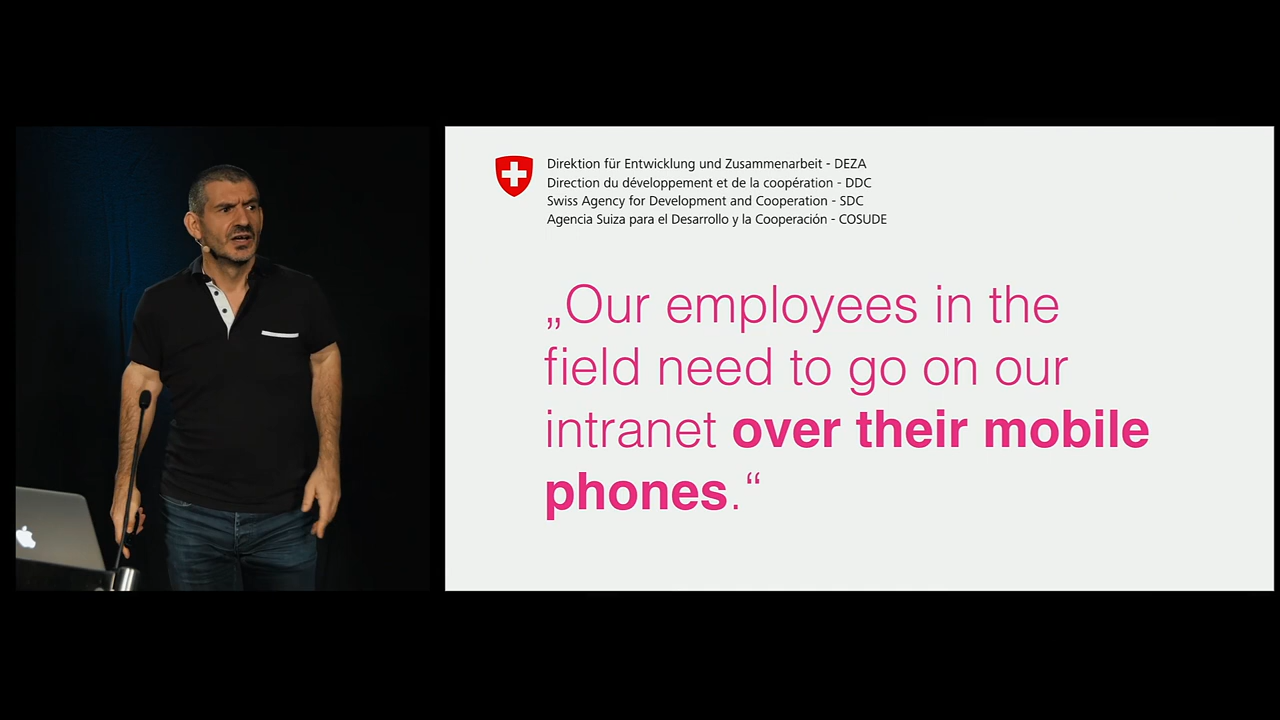 Direktion für Entwicklung und Zusammenarbeit - DEZA
Direction du développement et de la coopération - DDC
Swiss Agency for Development and Cooperation - SDC
Agencia Suiza para el Desarrollo y la Cooperación - COSUDE
„Our employees in the
field need to go on our
intranet over their mobile
phones.“